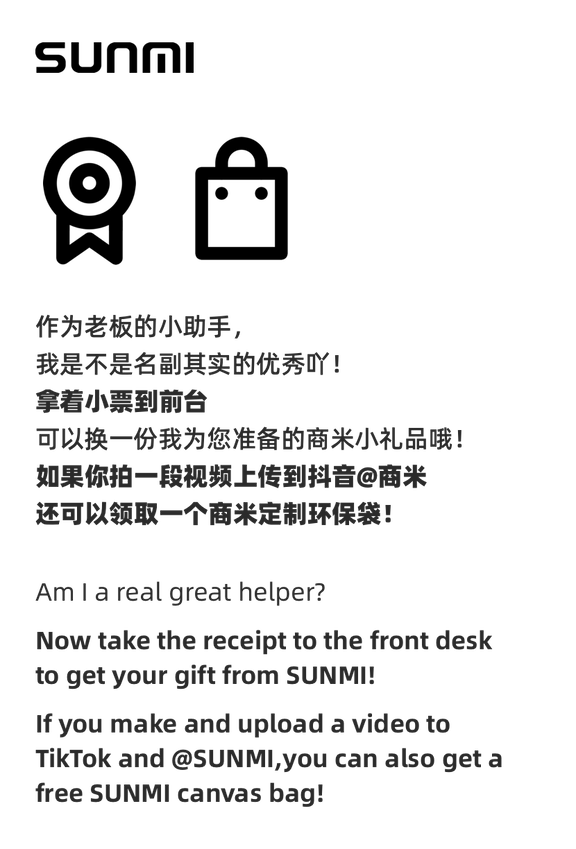 SUNMI
作为老板的小助手，
我是不是名副其实的优秀吖！
拿着小票到前台
可以换一份我为您准备的商米小礼品哦！
如果你拍一段视频上传到抖音@商米
还可以领取一个商米定制环保袋！
Am I a real great helper?
Now take the receipt to the front desk
to get your gift from SUNMI!
If you make and upload a video to
TikTok and @SUNMI,you can also get a
free SUNMI canvas bag!